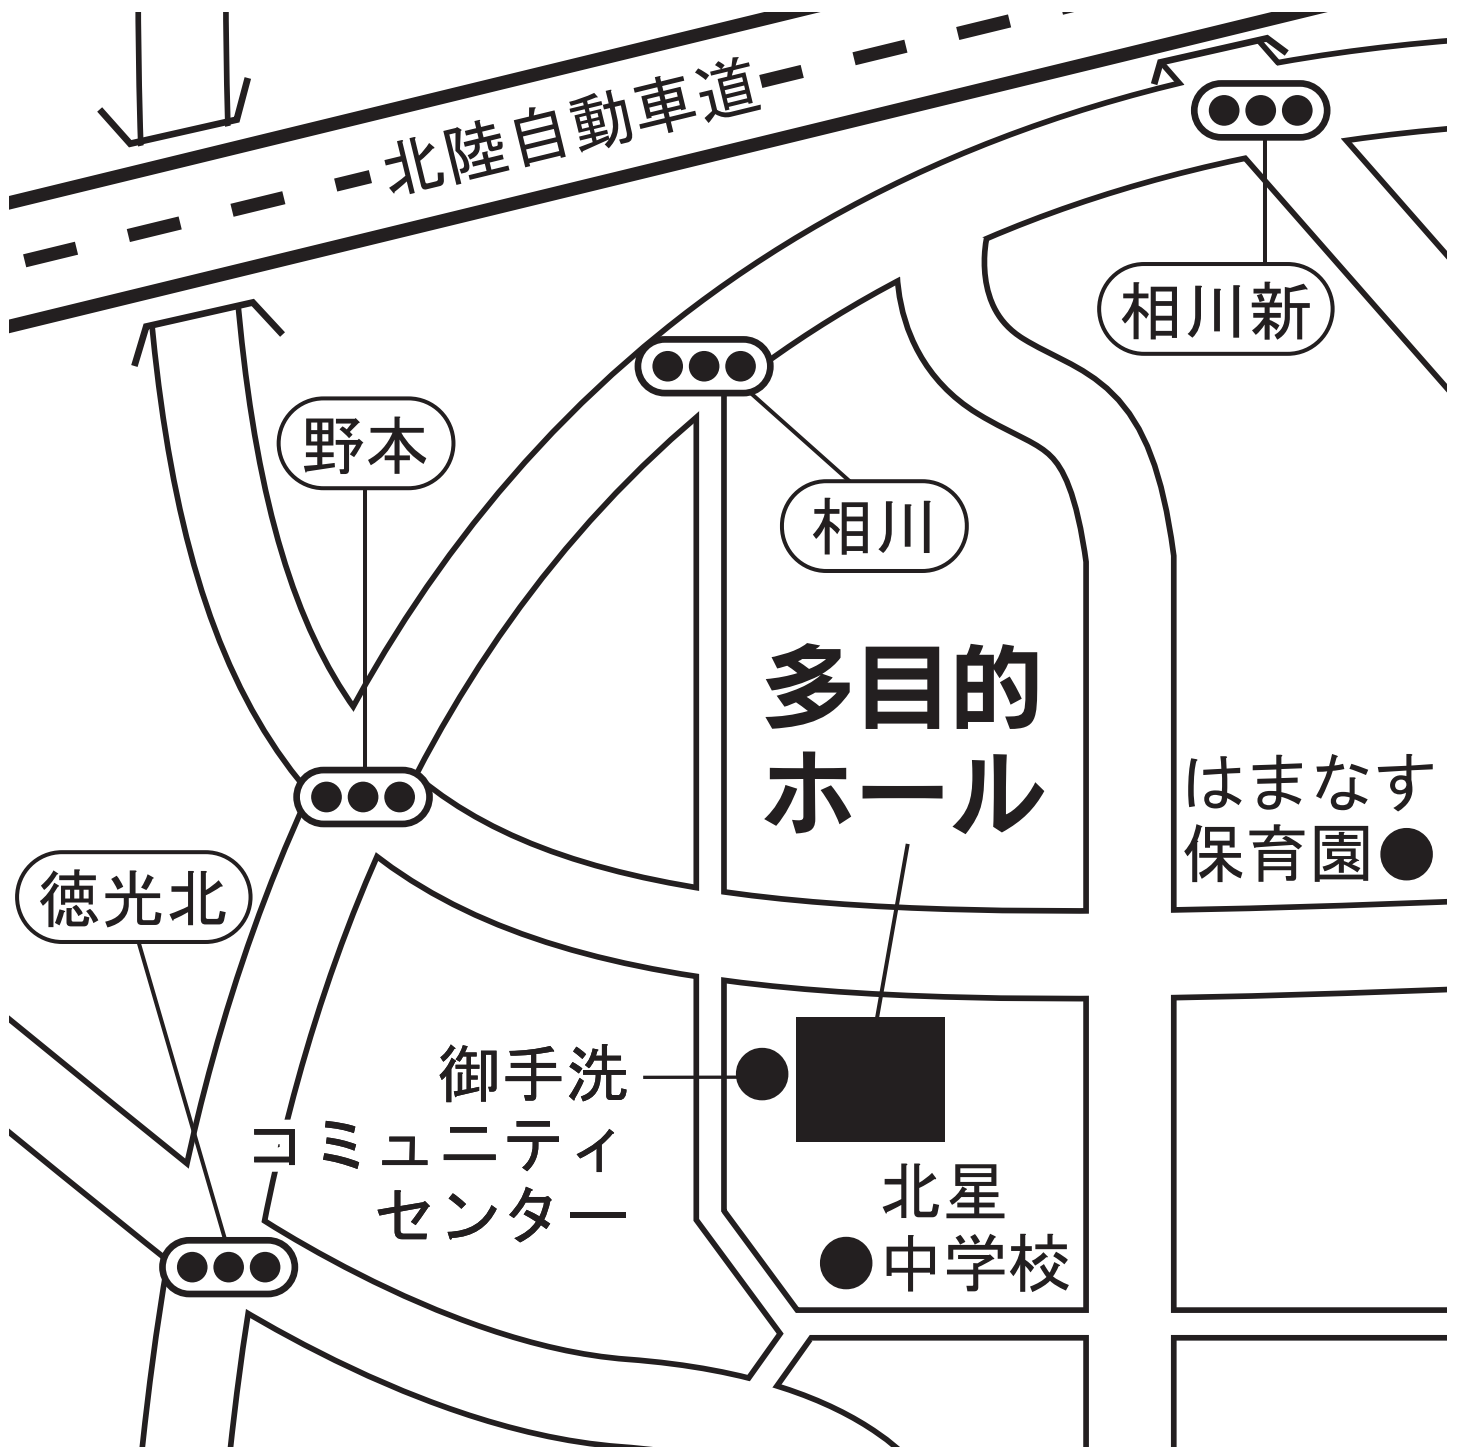 北陸自動車道
相川新
野本
相川
多目的
ホール
はまなす
保育園
徳光北
御手洗
コミュニティ
センター
北星
中学校